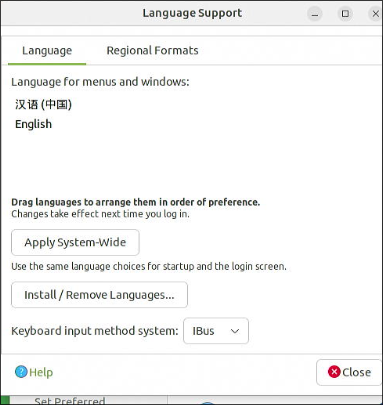 Language Support
Language
Regional Formats
Language for menus and windows:
汉语 (中国)
English
Drag languages to arrange them in order of preference.
Changes take effect next time you log in.
Apply System-Wide
Use the same language choices for startup and the login screen.
Install / Remove Languages...
Keyboard input method system: IBus
Help
Close
Set Preferred